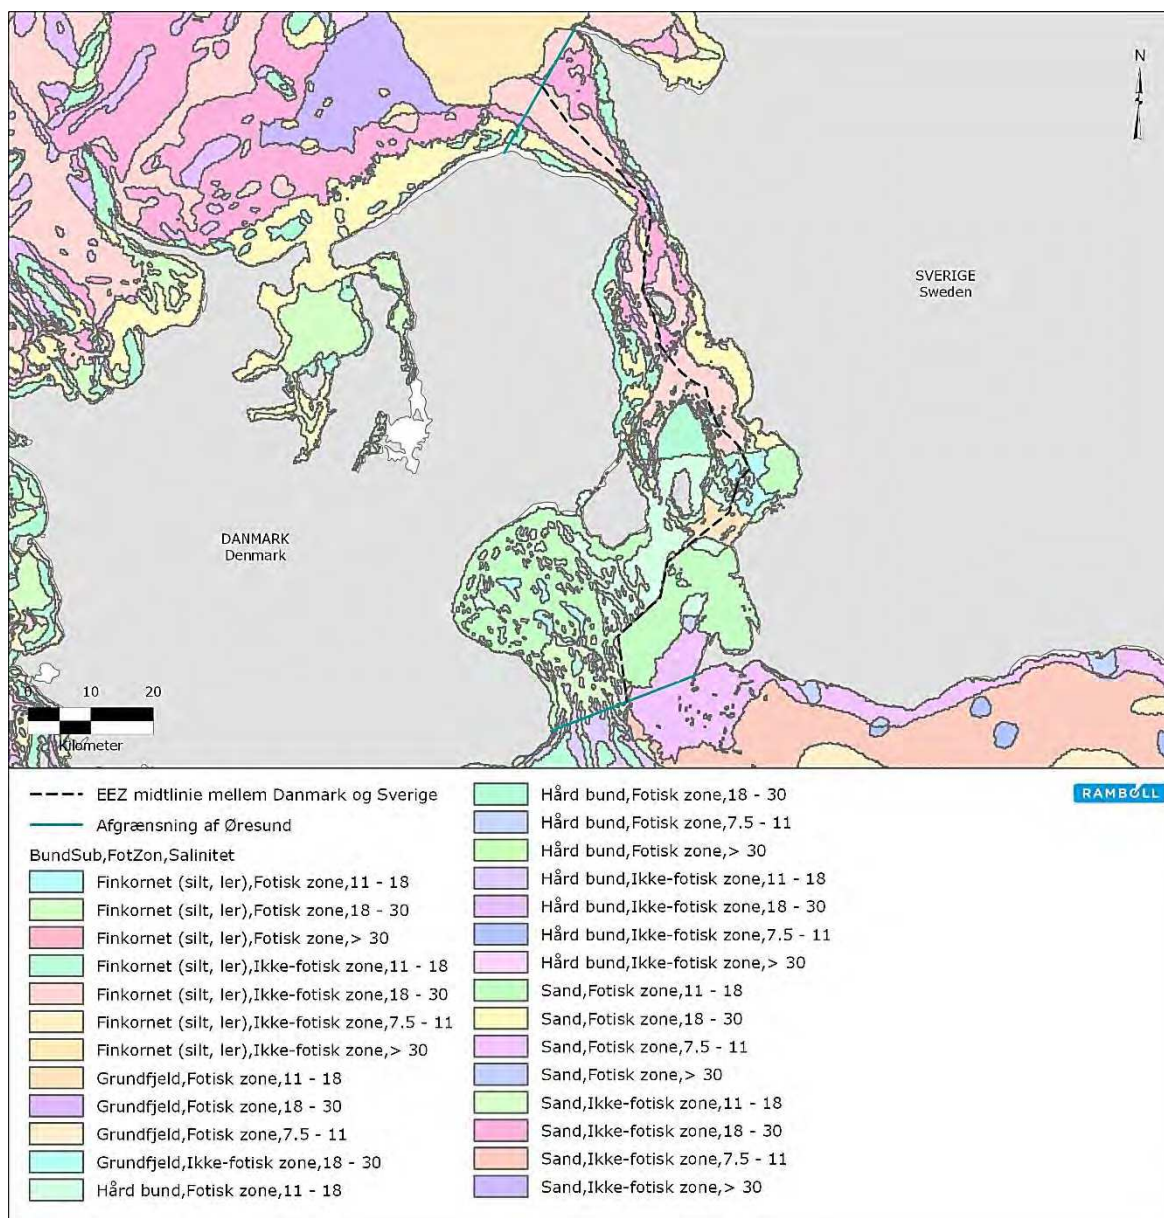 N
SVERIGE
Sweden
DANMARK
Denmark
0 10 20
Kilometer
EEZ midtlinie mellem Danmark og Sverige
Afgrænsning af Øresund
BundSub,FotZon,Salinitet
Finkornet (silt, ler),Fotisk zone,11 - 18
Finkornet (silt, ler),Fotisk zone,18 - 30
Finkornet (silt, ler),Fotisk zone,> 30
Finkornet (silt, ler),Ikke-fotisk zone,11 - 18
Finkornet (silt, ler),Ikke-fotisk zone,18 - 30
Finkornet (silt, ler),Ikke-fotisk zone,7.5 - 11
Finkornet (silt, ler),Ikke-fotisk zone,> 30
Grundfjeld,Fotisk zone,11 - 18
Grundfjeld,Fotisk zone,18 - 30
Grundfjeld,Fotisk zone,7.5 - 11
Grundfjeld,Ikke-fotisk zone,18 - 30
Hård bund,Fotisk zone,11 - 18
Hård bund,Fotisk zone,18 - 30
Hård bund,Fotisk zone,7.5 - 11
Hård bund,Fotisk zone,> 30
Hård bund,Ikke-fotisk zone,11 - 18
Hård bund,Ikke-fotisk zone,18 - 30
Hård bund,Ikke-fotisk zone,7.5 - 11
Hård bund,Ikke-fotisk zone,> 30
Sand,Fotisk zone,11 - 18
Sand,Fotisk zone,18 - 30
Sand,Fotisk zone,7.5 - 11
Sand,Fotisk zone,> 30
Sand,Ikke-fotisk zone,11 - 18
Sand,Ikke-fotisk zone,18 - 30
Sand,Ikke-fotisk zone,7.5 - 11
Sand,Ikke-fotisk zone,> 30
RAMBOLL